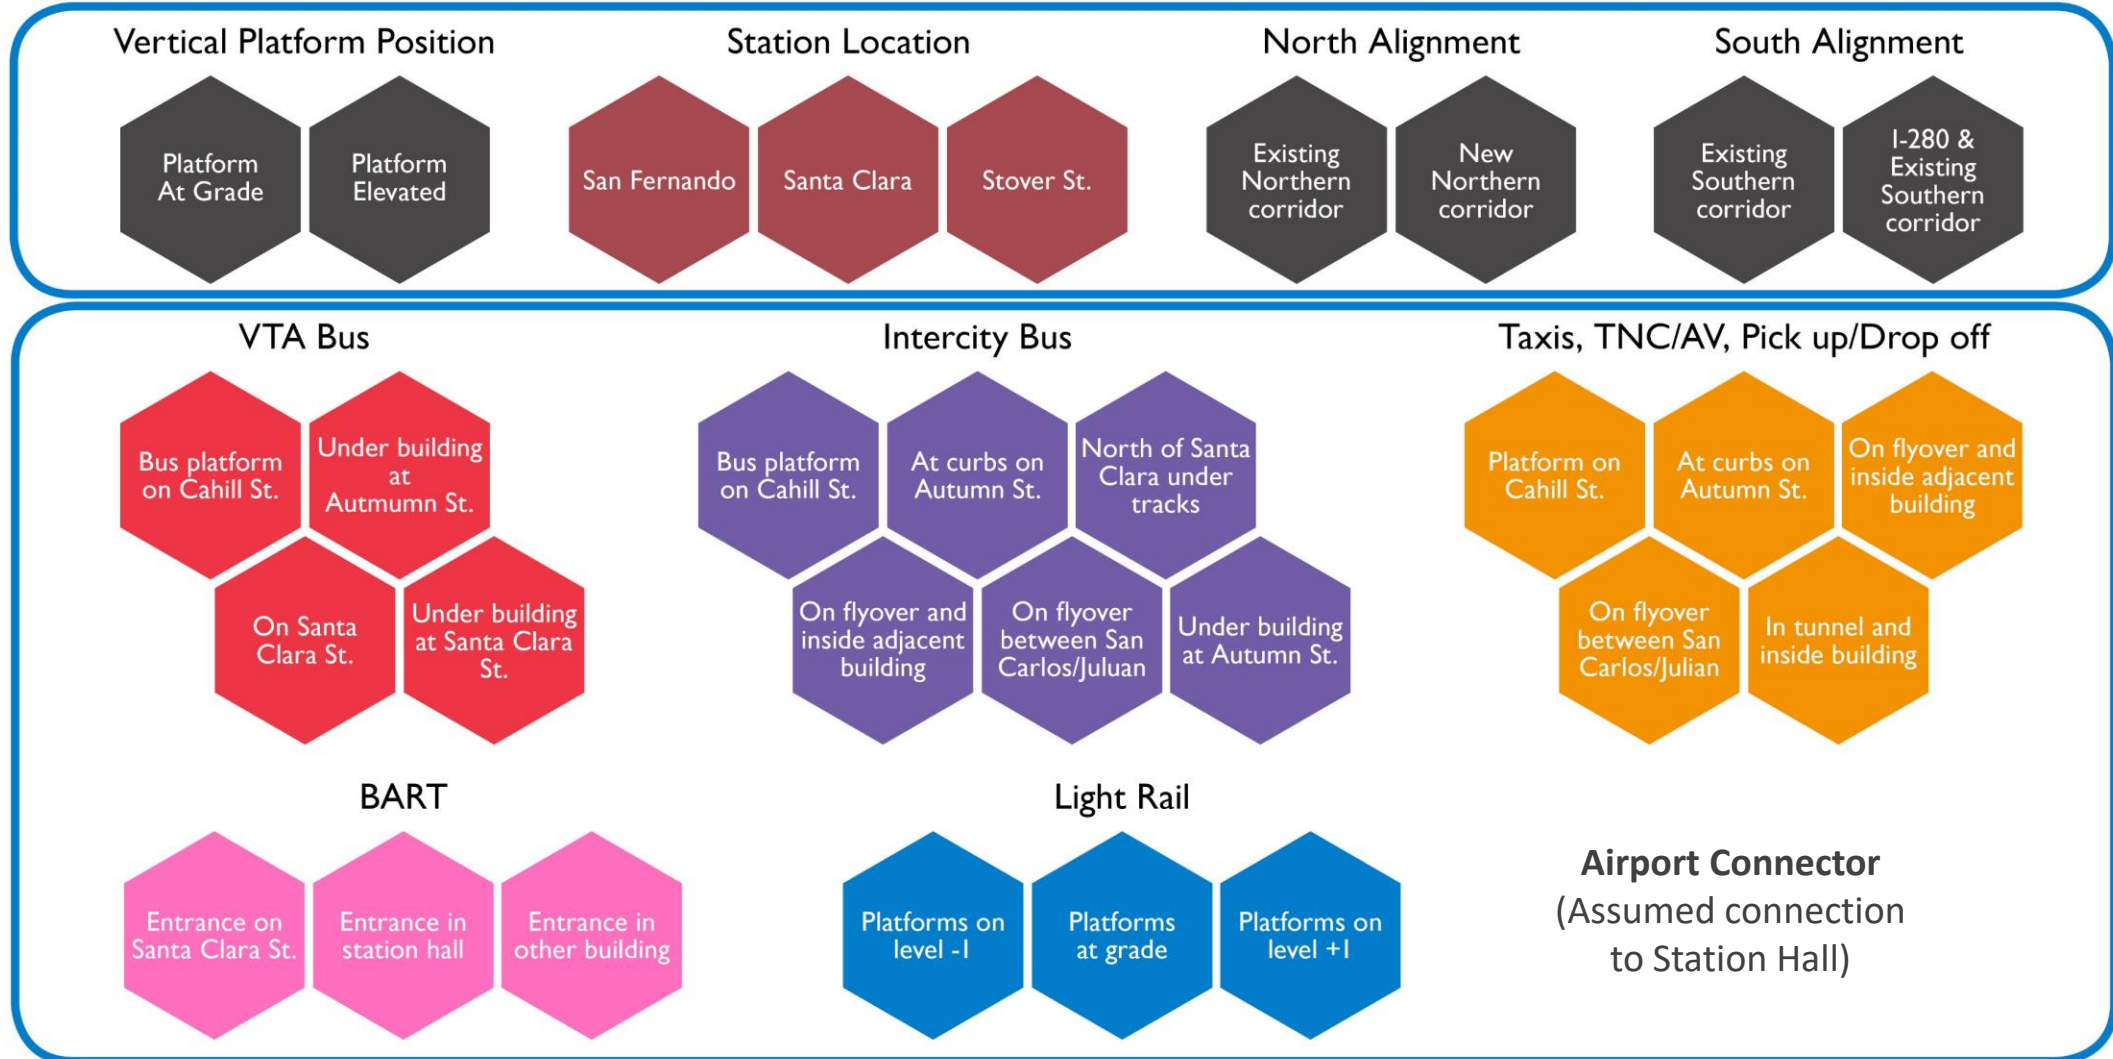 Vertical Platform Position
Platform
At Grade
Platform
Elevated
Station Location
San Fernando
Santa Clara
Stover St.
North Alignment
Existing
Northern
corridor
New
Northern
corridor
South Alignment
Existing
Southern
corridor
I-280 &
Existing
Southern
corridor
VTA Bus
Bus platform
on Cahill St.
Under building
at
Autmumn St.
On Santa
Clara St.
Under building
at Santa Clara
St.
Intercity Bus
Bus platform
on Cahill St.
At curbs on
Autumn St.
North of Santa
Clara under
tracks
On flyover and
inside adjacent
building
On flyover
between San
Carlos/Juluan
Under building
at Autumn St.
Taxis, TNC/AV, Pick up/Drop off
Platform on
Cahill St.
At curbs on
Autumn St.
On flyover and
inside adjacent
building
On flyover
between San
Carlos/Julian
In tunnel and
inside building
BART
Entrance on
Santa Clara St.
Entrance in
station hall
Entrance in
other building
Light Rail
Platforms on
level -1
Platforms
at grade
Platforms on
level +1
Airport Connector
(Assumed connection
to Station Hall)